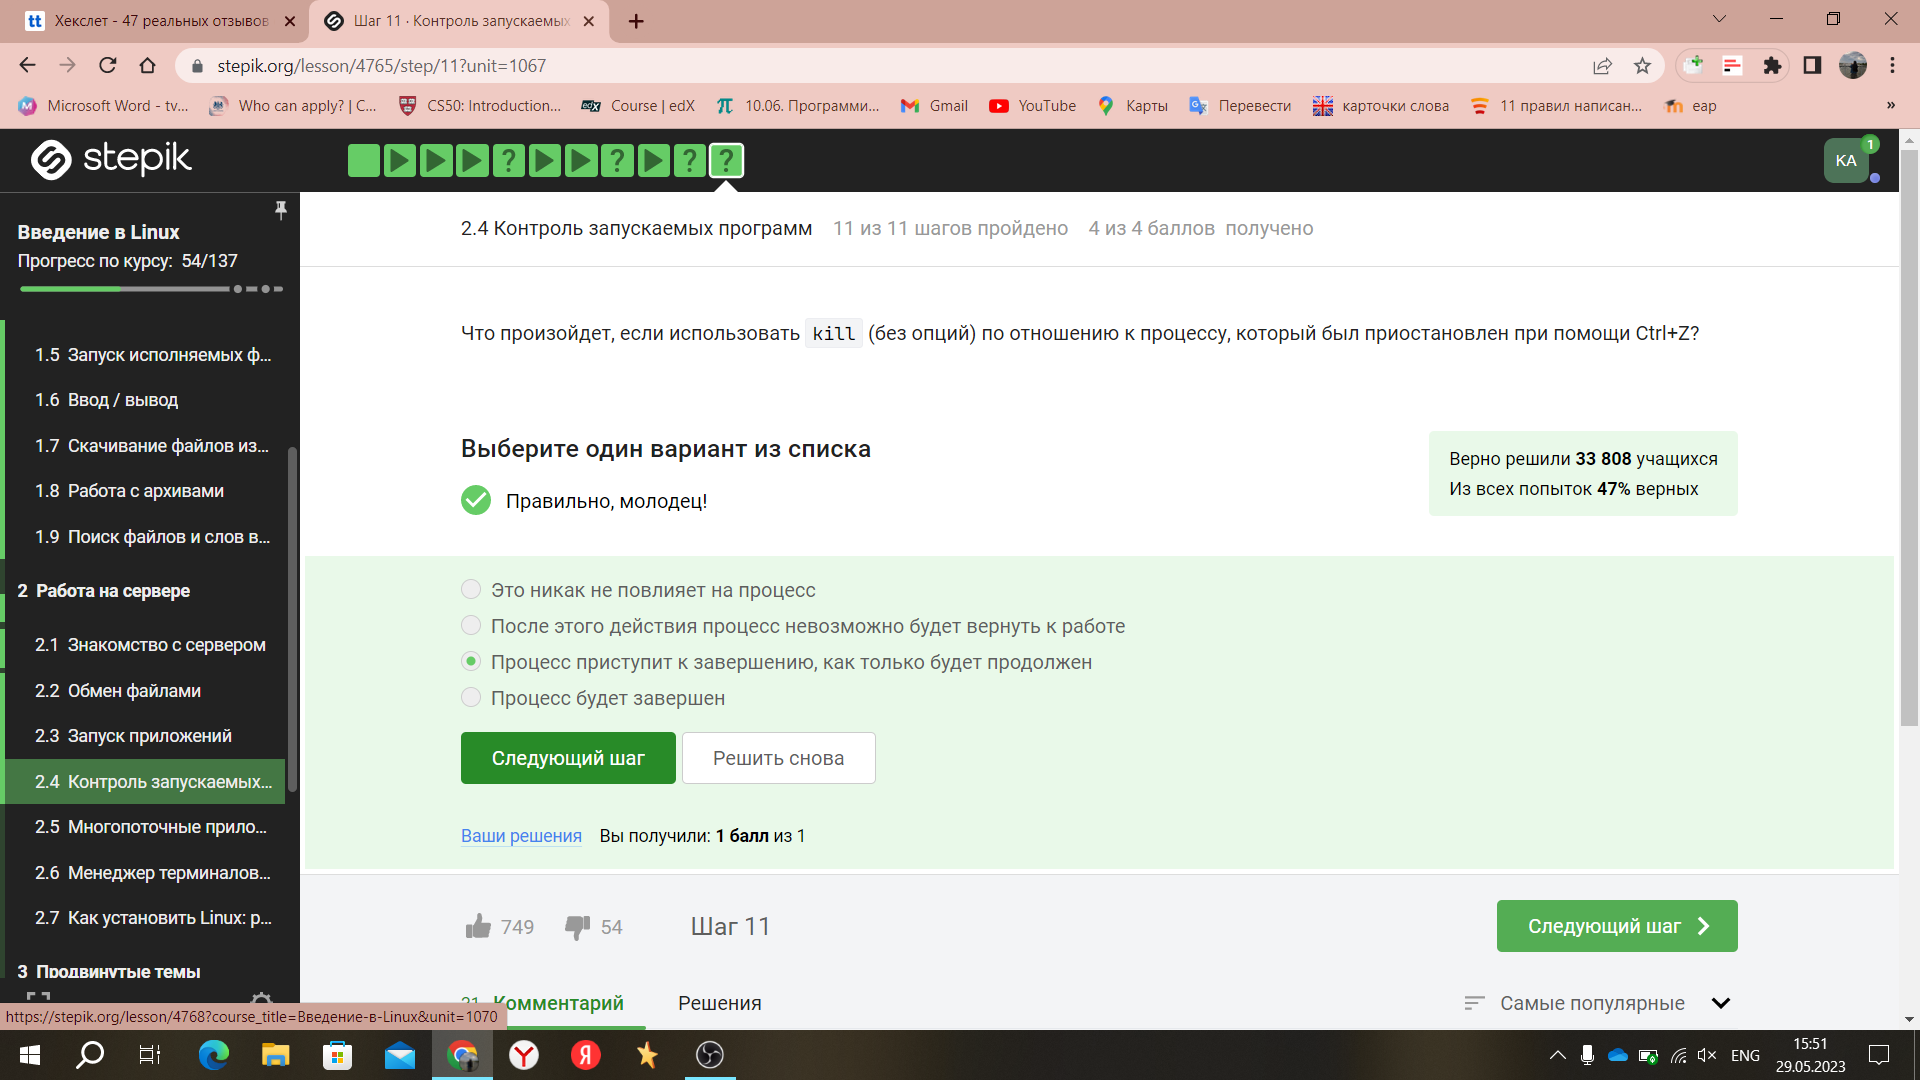 Хекслет - 47 реальных отзывов
Шаг 11 · Контроль запускаемых
stepik.org/lesson/4765/step/11?unit=1067
Microsoft Word - tv...
Who can apply? | C...
CS50: Introduction...
Course | edX
10.06. Программи...
Gmail
YouTube
Карты
Перевести
карточки слова
11 правил написан...
eap
»
stepik
? ? ? ?
KA
1
Введение в Linux
Прогресс по курсу: 54/137
1.5 Запуск исполняемых ф...
1.6 Ввод / вывод
1.7 Скачивание файлов из...
1.8 Работа с архивами
1.9 Поиск файлов и слов в...
2 Работа на сервере
2.1 Знакомство с сервером
2.2 Обмен файлами
2.3 Запуск приложений
2.4 Контроль запускаемых...
2.5 Многопоточные прило...
2.6 Менеджер терминалов...
2.7 Как установить Linux: р...
3 Продвинутые темы
2.4 Контроль запускаемых программ 11 из 11 шагов пройдено 4 из 4 баллов получено
Что произойдет, если использовать kill (без опций) по отношению к процессу, который был приостановлен при помощи Ctrl+Z?
Выберите один вариант из списка
Правильно, молодец!
Верно решили 33 808 учащихся
Из всех попыток 47% верных
Это никак не повлияет на процесс
После этого действия процесс невозможно будет вернуть к работе
Процесс приступит к завершению, как только будет продолжен
Процесс будет завершен
Следующий шаг
Решить снова
Ваши решения Вы получили: 1 балл из 1
749 54 Шаг 11
Следующий шаг
Комментарий Решения
Самые популярные
https://stepik.org/lesson/4768?course_title=Введение-в-Linux&unit=1070
ENG
15:51
29.05.2023